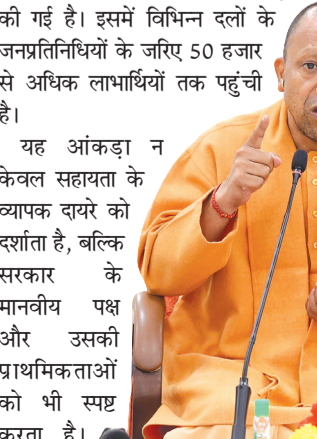 की गई है। इसमें विभिन्न दलों के
जनप्रतिनिधियों के जरिए 50 हजार
से अधिक लाभार्थियों तक पहुंची
है।
यह आंकड़ा न
केवल सहायता के
व्यापक दायरे को
दर्शाता है, बल्कि
सरकार के
मानवीय पक्ष
और उसकी
प्राथमिकताओं
को भी स्पष्ट
करता है।